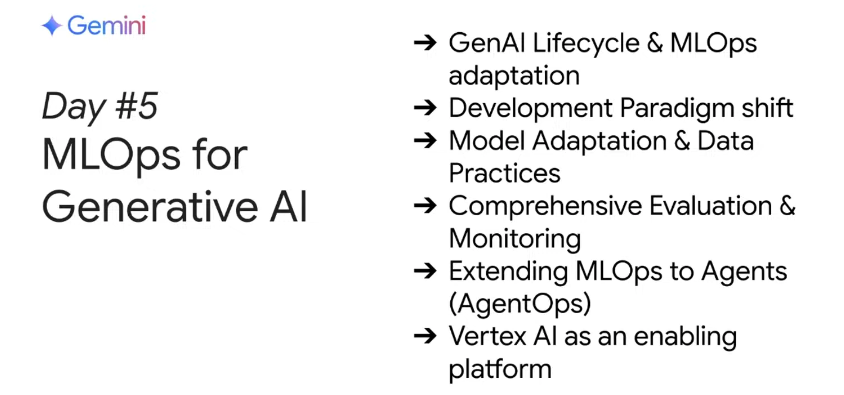 Gemini
Day #5
MLOps for
Generative AI
➔ GenAI Lifecycle & MLOps
adaptation
➔ Development Paradigm shift
➔ Model Adaptation & Data
Practices
➔ Comprehensive Evaluation &
Monitoring
➔ Extending MLOps to Agents
(AgentOps)
➔ Vertex AI as an enabling
platform